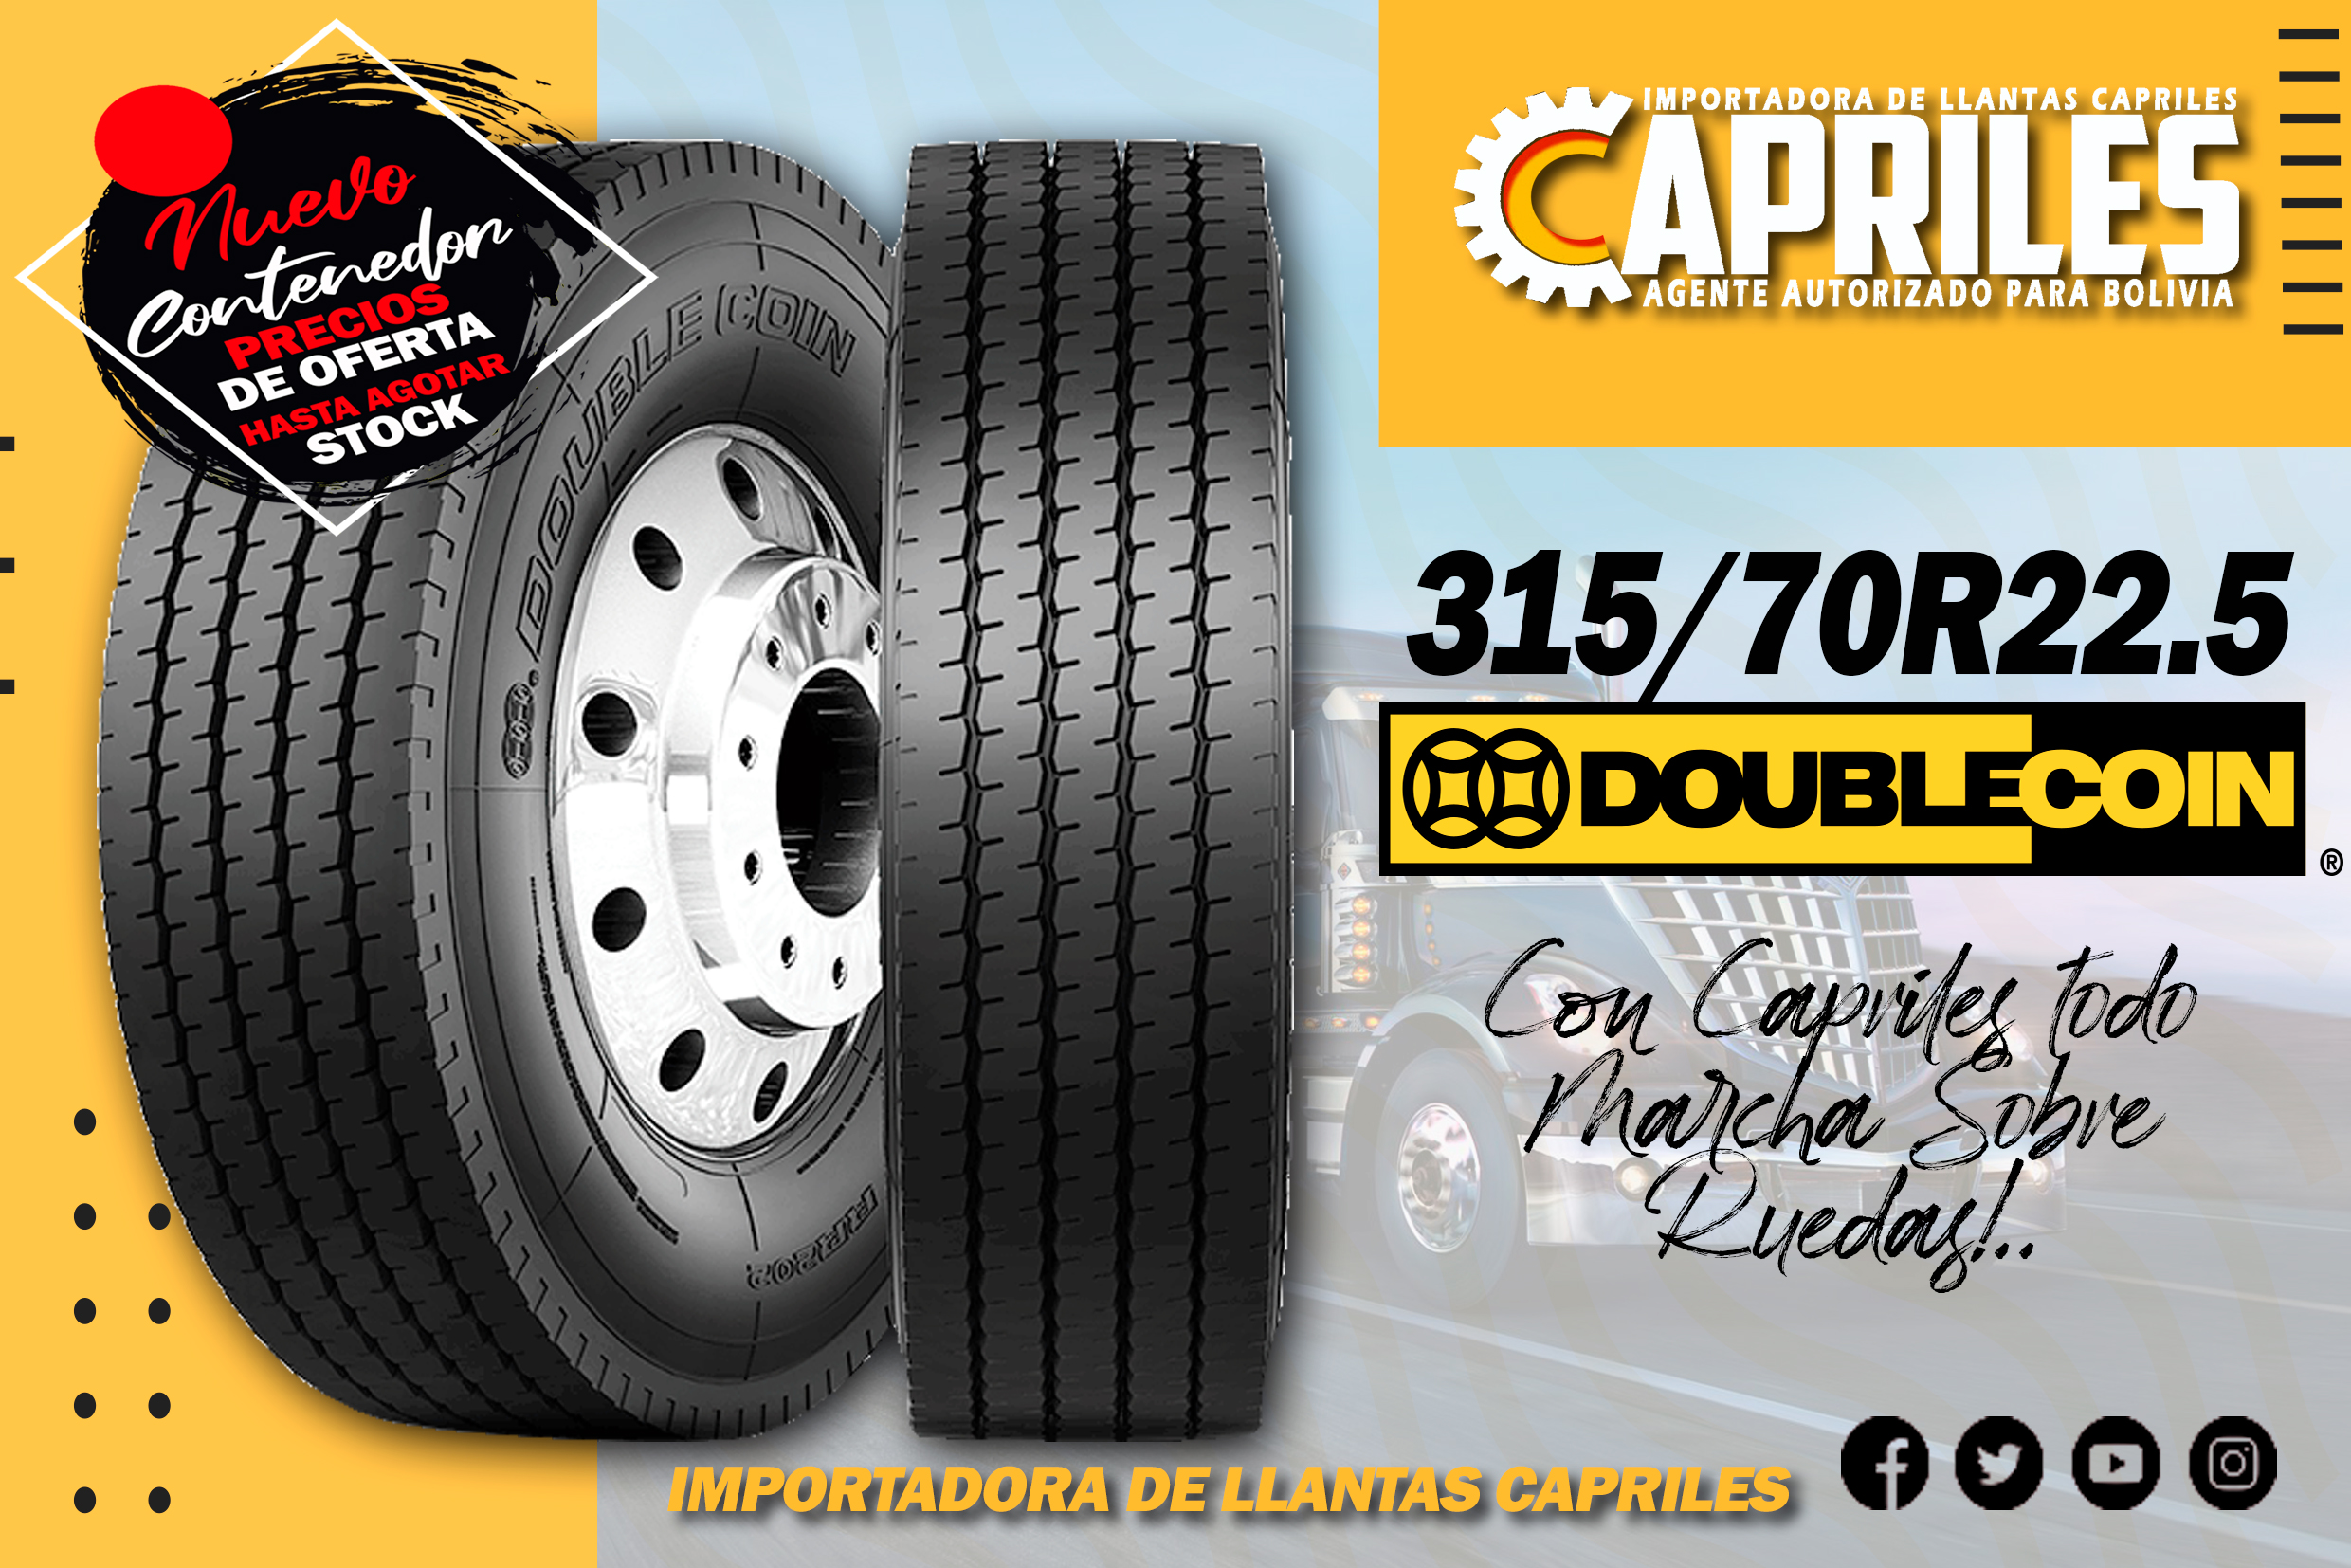 Nuevo
Contenedor
PRECIOS
DE OFERTA
HASTA AGOTAR
STOCK
DOUBLE COIN
RR202
IMPORTADORA DE LLANTAS CAPRILES
CAPRILES
AGENTE AUTORIZADO PARA BOLIVIA
315/70R22.5
DOUBLECOIN
®
Con Capriles todo
Marcha Sobre
Ruedas!..
IMPORTADORA DE LLANTAS CAPRILES